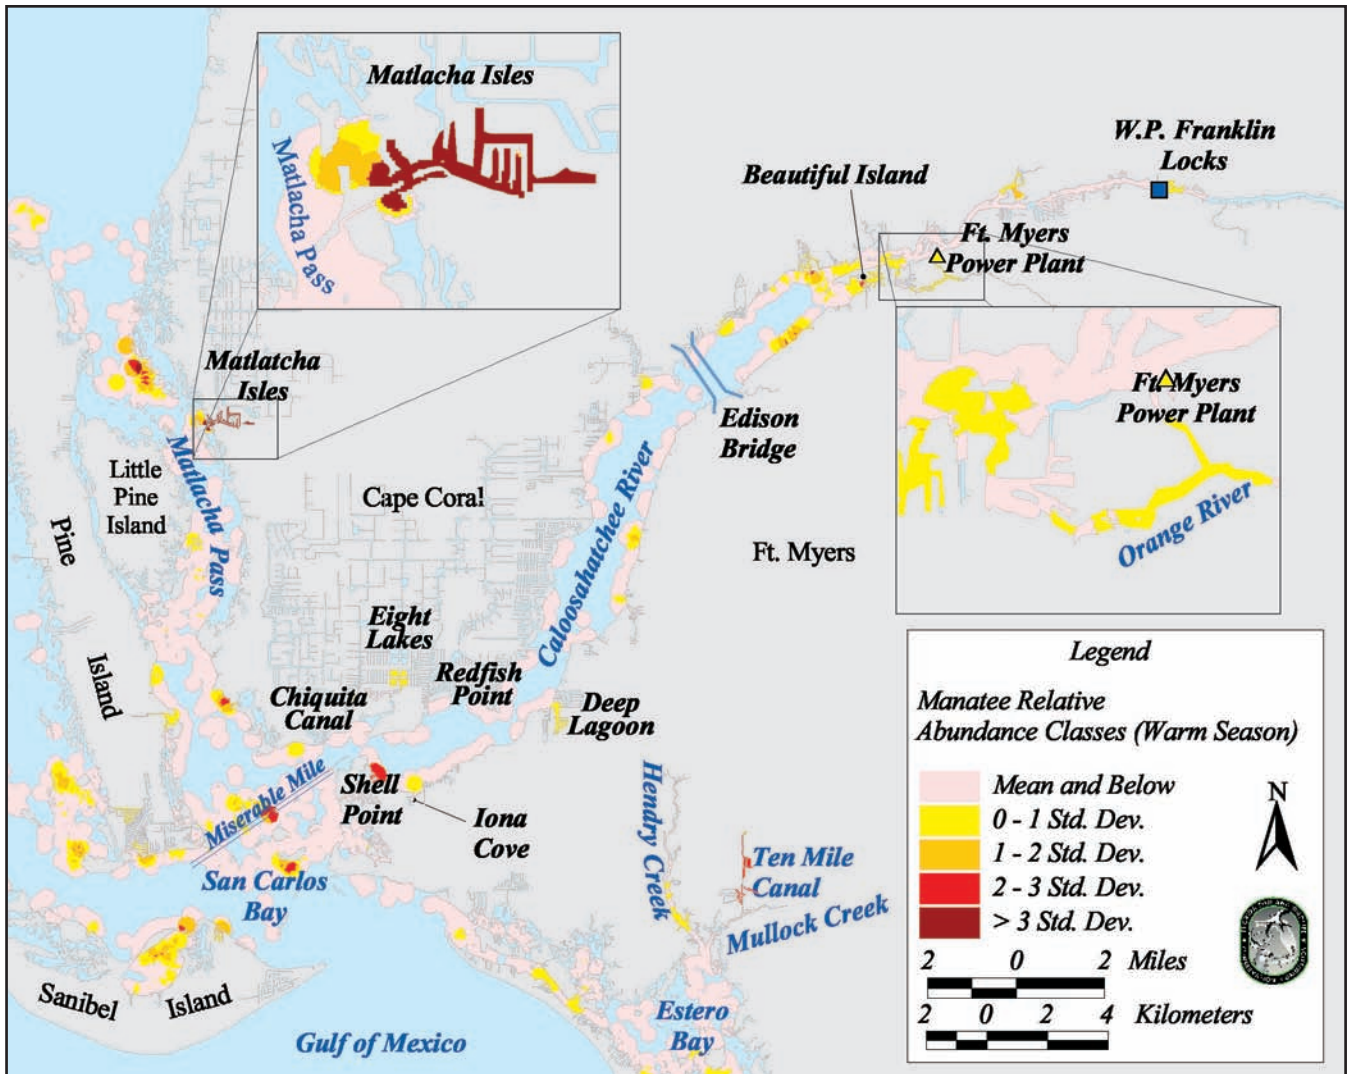 Matlacha Isles
Matlacha Pass
W.P. Franklin
Locks
Beautiful Island
Ft. Myers
Power Plant
Matlatcha
Isles
Edison
Bridge
Ft. Myers
Power Plant
Orange River
Little
Pine
Island
Matlacha Pass
Pine
Island
Cape Coral
Caloosahatchee River
Ft. Myers
Eight
Lakes
Redfish
Point
Chiquita
Canal
Deep
Lagoon
Miserable Mile
Shell
Point
Iona
Cove
Hendry Creek
Ten Mile
Canal
Mullock Creek
San Carlos
Bay
Sanibel
Island
Gulf of Mexico
Estero
Bay
Legend
Manatee Relative
Abundance Classes (Warm Season)
Mean and Below
0 - 1 Std. Dev.
1 - 2 Std. Dev.
2 - 3 Std. Dev.
> 3 Std. Dev.
N
2 0 2 Miles
2 0 2 4 Kilometers